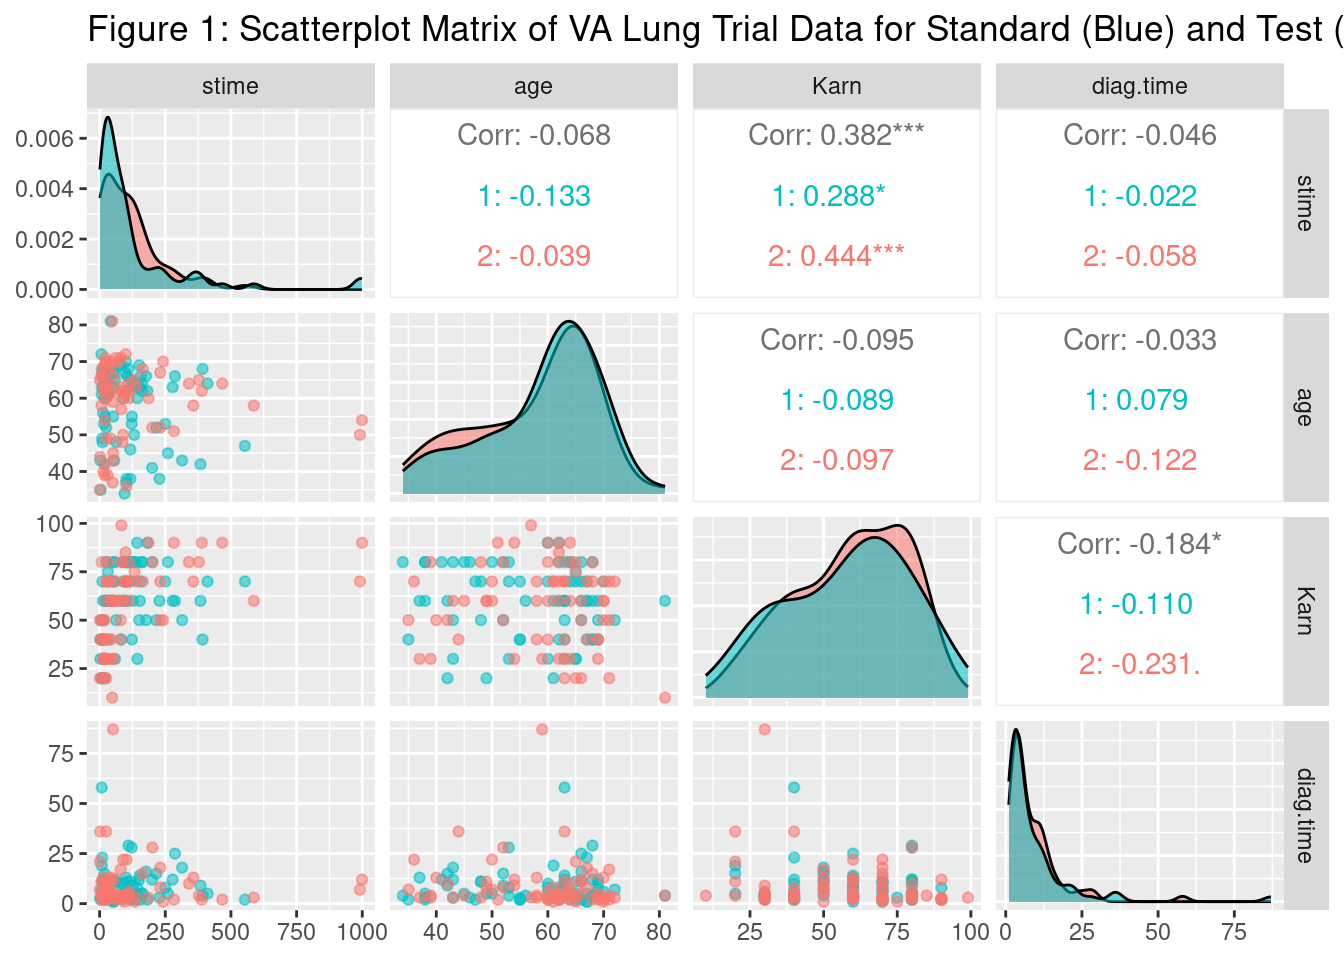 Figure 1: Scatterplot Matrix of VA Lung Trial Data for Standard (Blue) and Test (
stime
age
Karn
diag.time
0.006
0.004
0.002
0.000
Corr: -0.068
1: -0.133
2: -0.039
Corr: 0.382***
1: 0.288*
2: 0.444***
Corr: -0.046
1: -0.022
2: -0.058
stime
80
70
60
50
40
Corr: -0.095
1: -0.089
2: -0.097
Corr: -0.033
1: 0.079
2: -0.122
age
100
75
50
25
Corr: -0.184*
1: -0.110
2: -0.231.
Karn
75
50
25
0
diag.time
0 250 500 750 1000
40 50 60 70 80
25 50 75 100
0 25 50 75